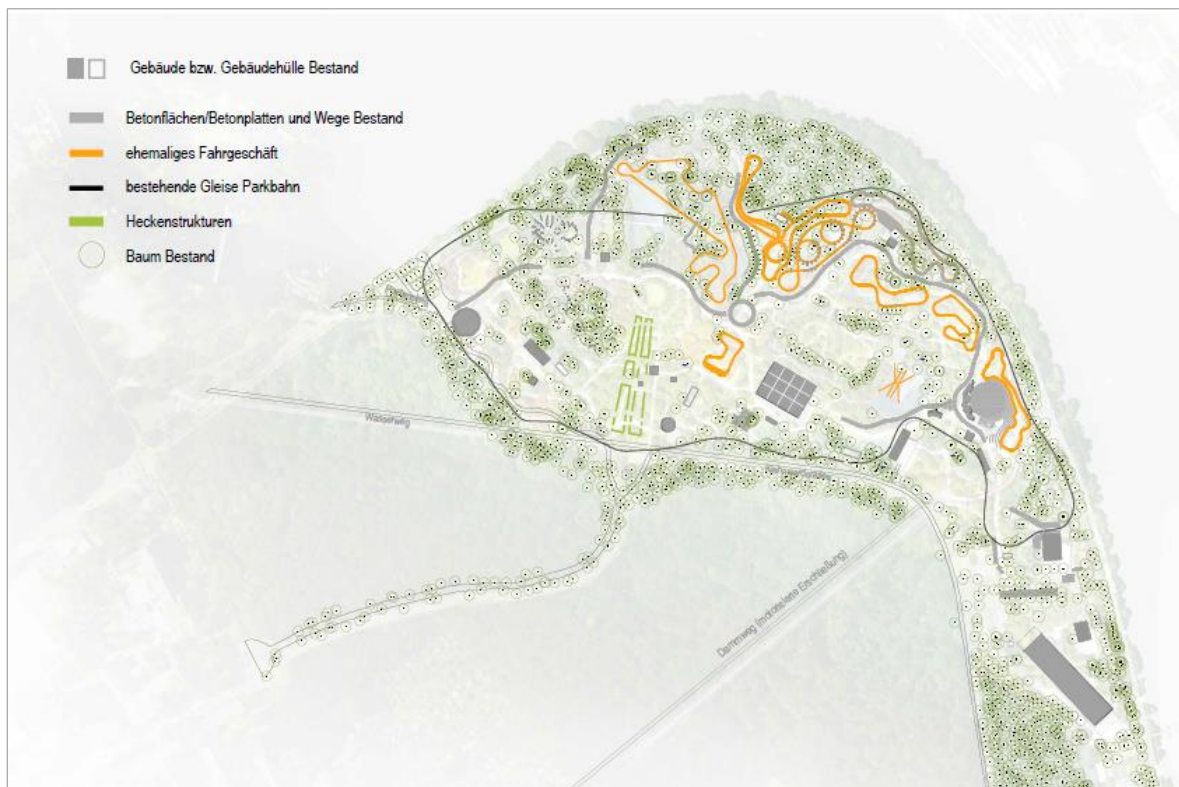 Gebäude bzw. Gebäudehülle Bestand
Betonflächen/Betonplatten und Wege Bestand
ehemaliges Fahrgeschäft
bestehende Gleise Parkbahn
Heckenstrukturen
Baum Bestand
Wasserweg
Dammweg (motorisierte Erschließung)